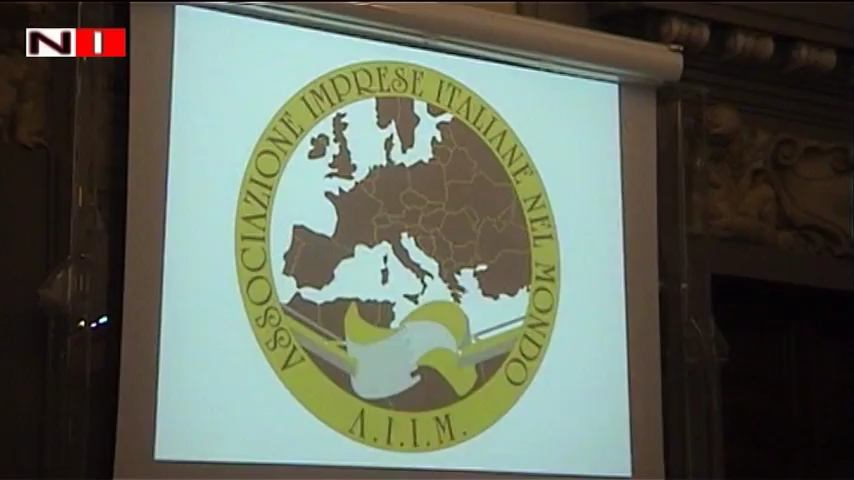 NI
ASSOCIAZIONE IMPRESE ITALIANE NEL MONDO
A.I.I.M.